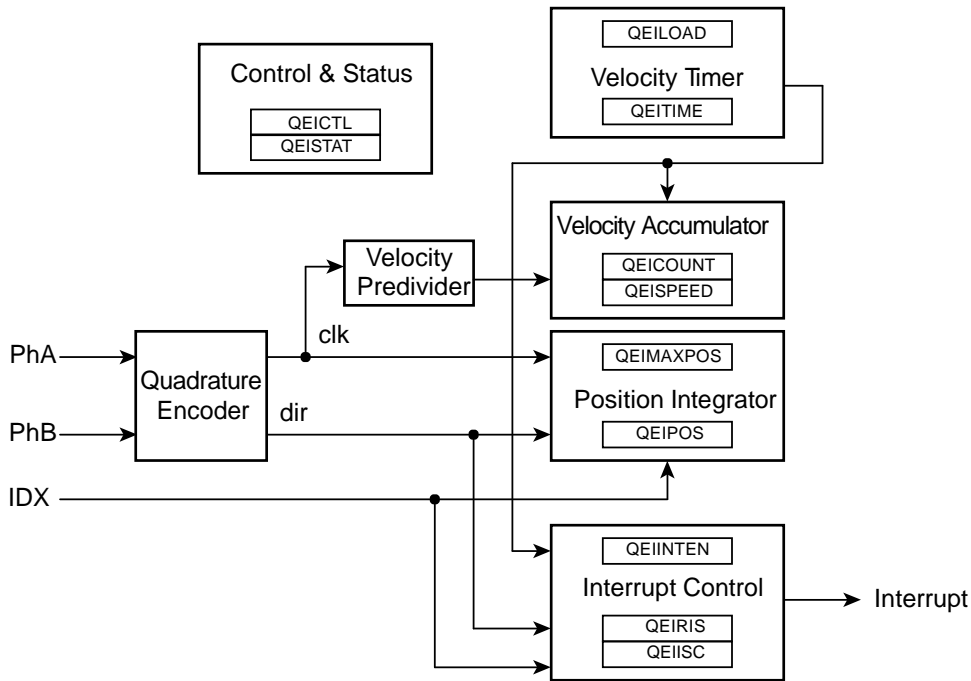 QEILOAD
Control & Status
Velocity Timer
QEITIME
QEICTL
QEISTAT
Velocity Accumulator
Velocity
Predivider
QEICOUNT
QEISPEED
clk
PhA
QEIMAXPOS
Quadrature
Encoder
Position Integrator
dir
PhB
QEIPOS
IDX
QEIINTEN
Interrupt Control
Interrupt
QEIRIS
QEIISC